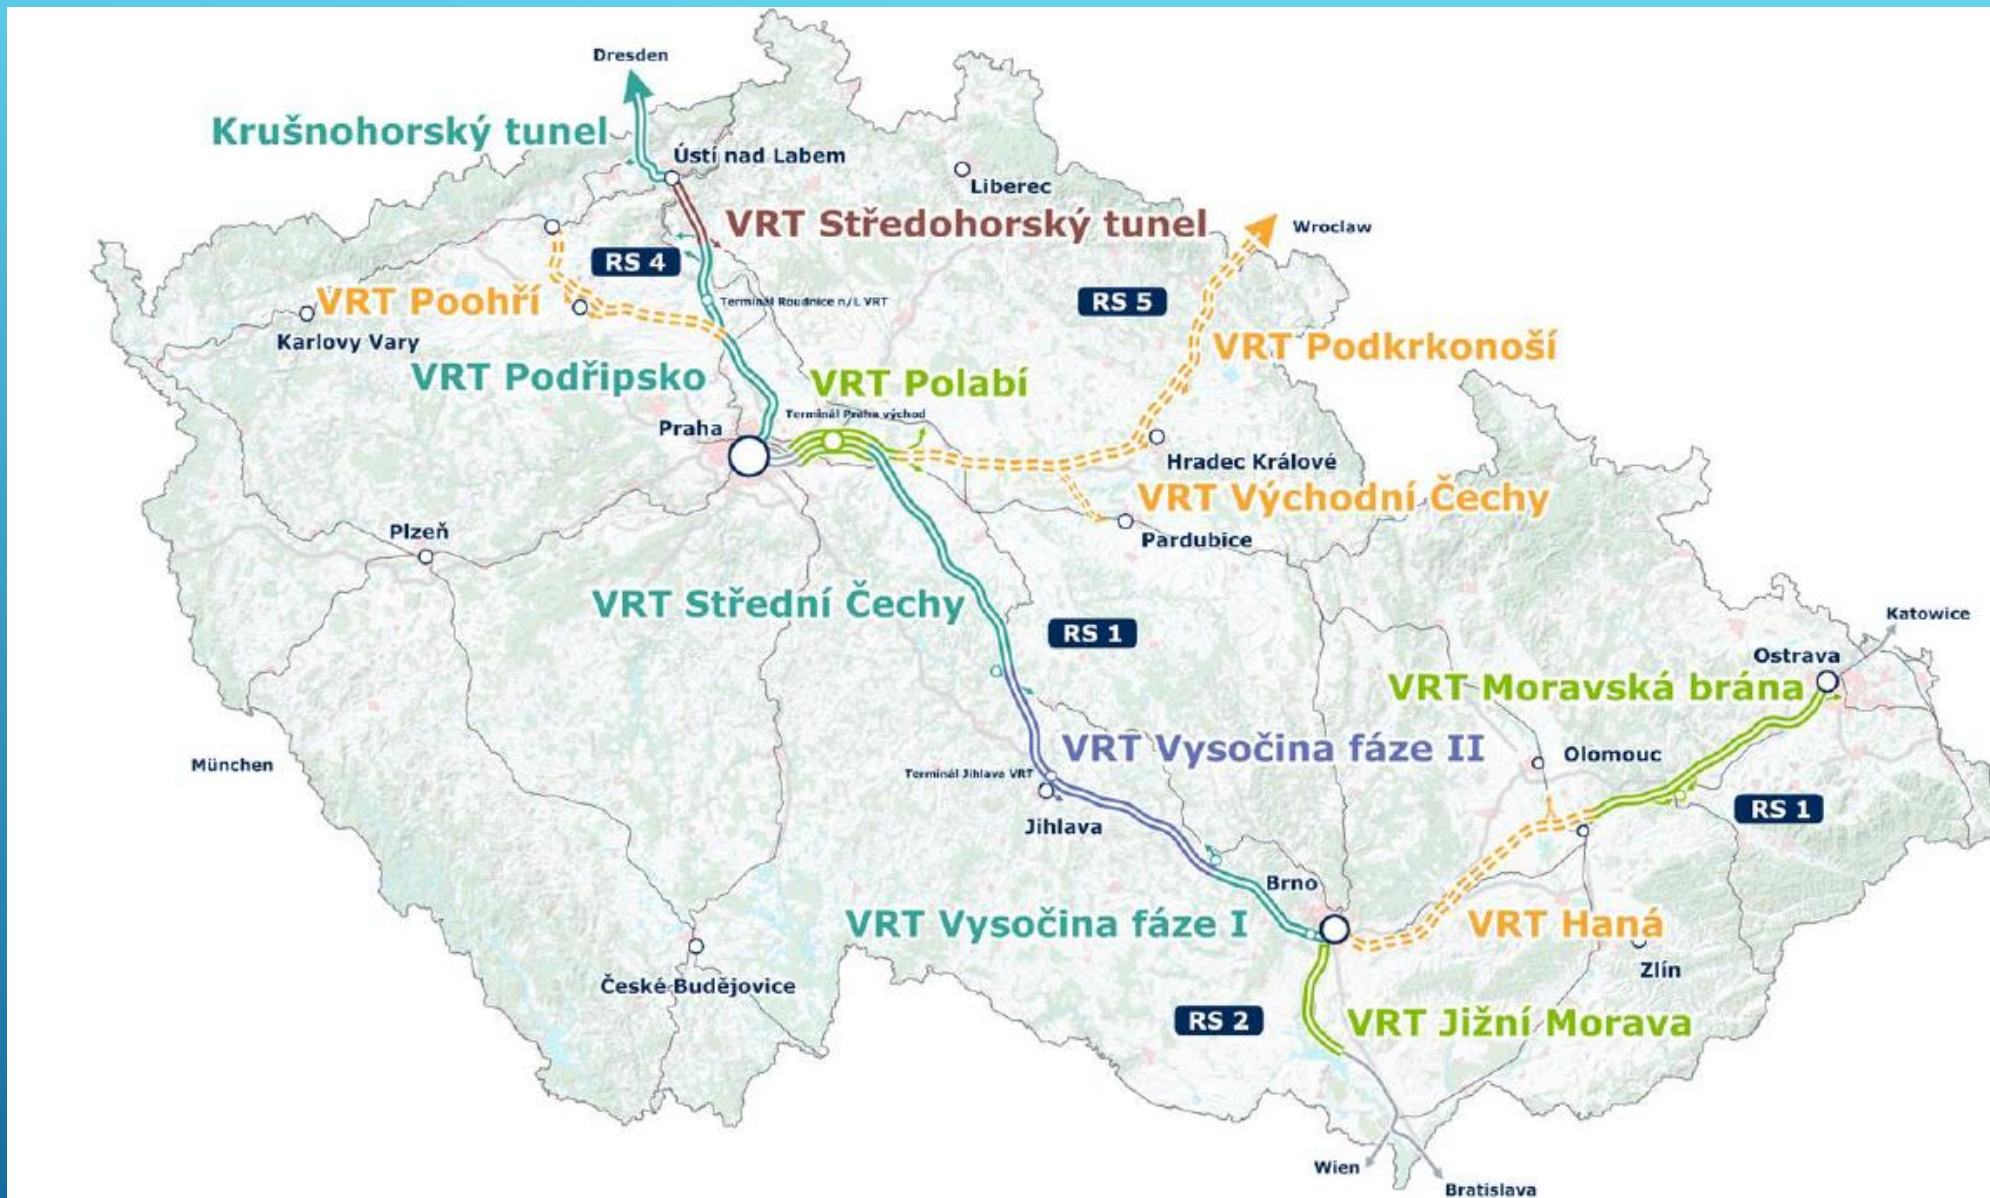 Dresden
Krušnohorský tunel
Ústí nad Labem
Liberec
VRT Středohorský tunel
Wroclaw
RS 4
Terminál Roudnice n/L VRT
RS 5
VRT Poohří
Karlovy Vary
VRT Podkrkonoší
VRT Podřipsko
VRT Polabí
Terminál Praha východ
Praha
Hradec Králové
VRT Východní Čechy
Plzeň
Pardubice
VRT Střední Čechy
RS 1
Katowice
Ostrava
VRT Moravská brána
VRT Vysočina fáze II
Olomouc
München
Terminál Jihlava VRT
RS 1
Jihlava
Brno
VRT Vysočina fáze I
VRT Haná
Zlín
České Budějovice
RS 2
VRT Jižní Morava
Wien
Bratislava